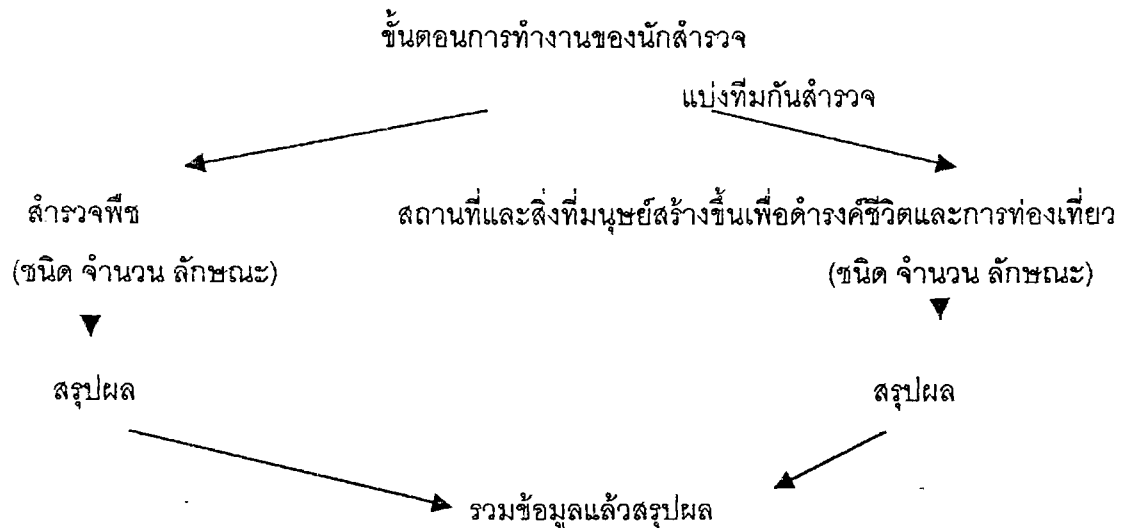 ขั้นตอนการทำงานของนักสำรวจ
แบ่งทีมกันสำรวจ
สำรวจพืช
สถานที่และสิ่งที่มนุษย์สร้างขึ้นเพื่อดำรงค์ชีวิตและการท่องเที่ยว
(ชนิด จำนวน ลักษณะ)
(ชนิด จำนวน ลักษณะ)
สรุปผล
สรุปผล
รวมข้อมูลแล้วสรุปผล